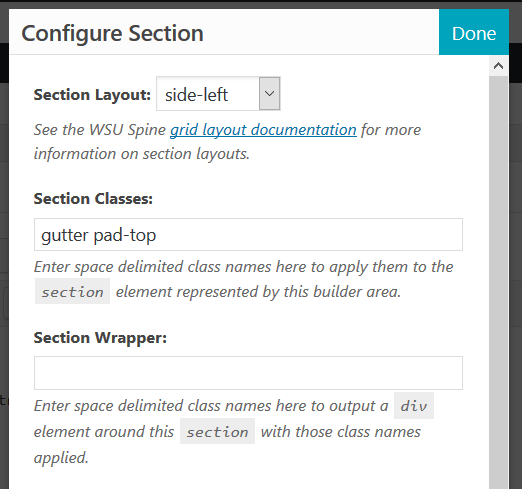 Configure Section
Done
Section Layout: side-left
See the WSU Spine grid layout documentation for more
information on section layouts.
Section Classes:
gutter pad-top
Enter space delimited class names here to apply them to the
section element represented by this builder area.
Section Wrapper:
Enter space delimited class names here to output a div
element around this section with those class names
applied.